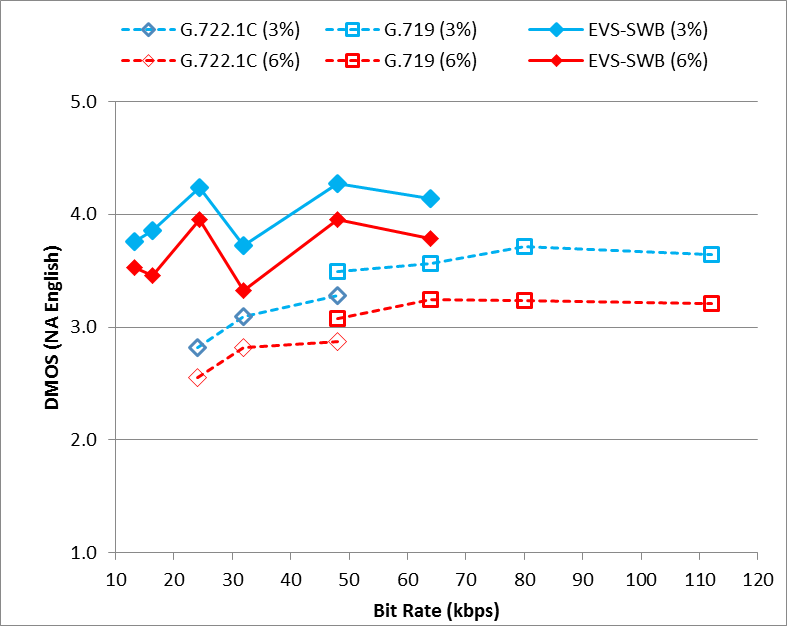 G.722.1C (3%) G.719 (3%) EVS-SWB (3%)
G.722.1C (6%) G.719 (6%) EVS-SWB (6%)
5.0
4.0
3.0
2.0
1.0
DMOS (NA English)
10 20 30 40 50 60 70 80 90 100 110 120
Bit Rate (kbps)